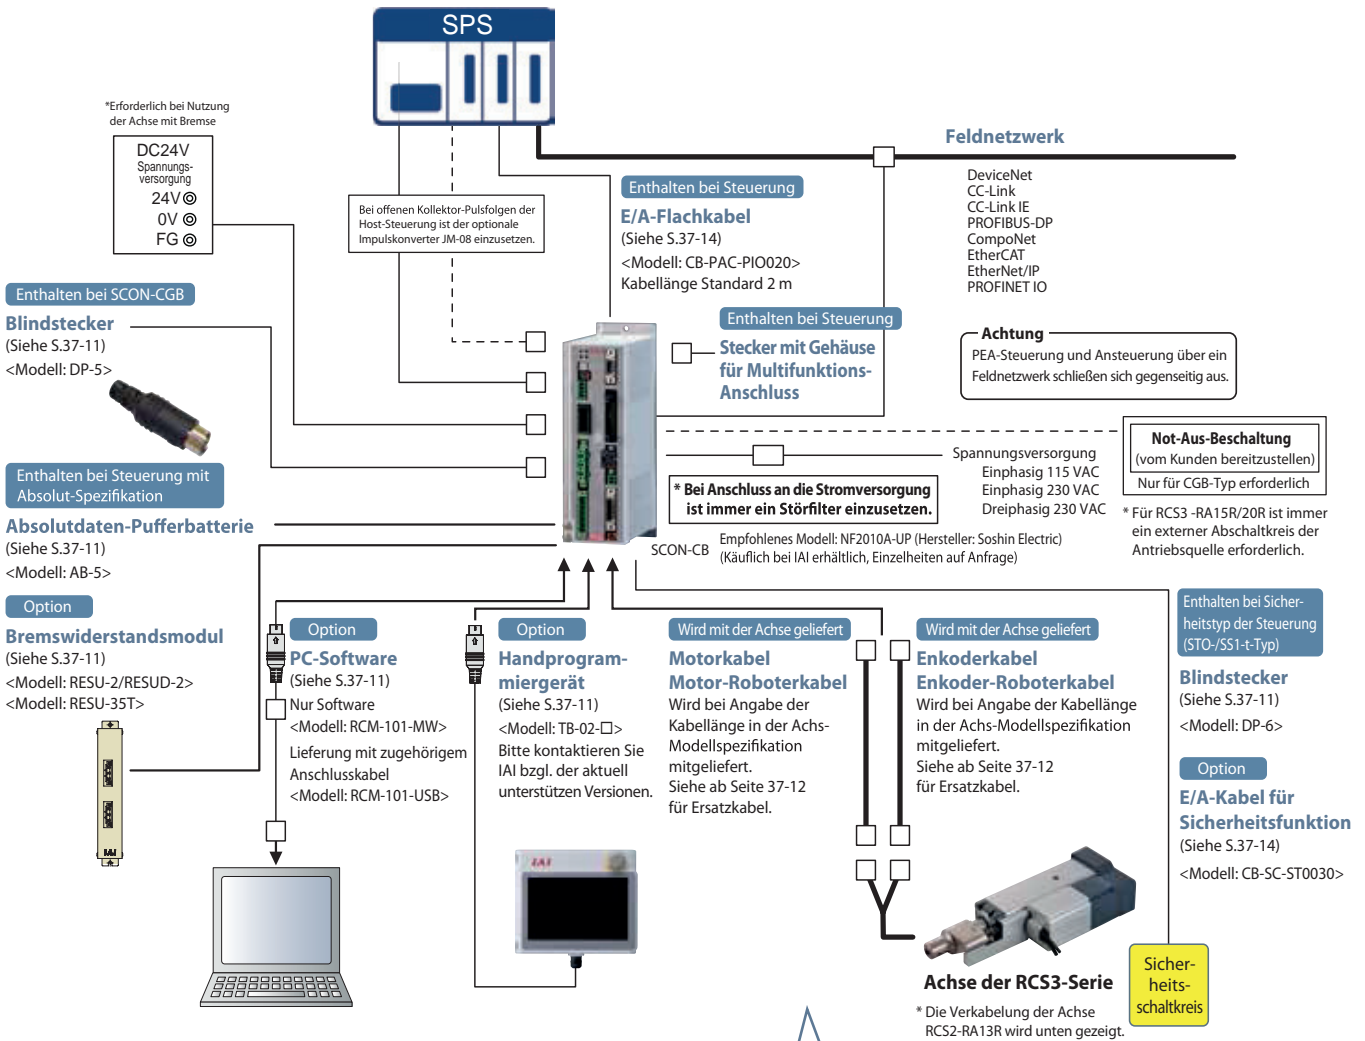 SPS
*Erforderlich bei Nutzung
der Achse mit Bremse
DC24V
Spannungs-
versorgung
24V
0V
FG
Bei offenen Kollektor-Pulsfolgen der
Host-Steuerung ist der optionale
Impulskonverter JM-08 einzusetzen.
Enthalten bei Steuerung
E/A-Flachkabel
(Siehe S.37-14)
<Modell: CB-PAC-PIO020>
Kabellänge Standard 2 m
Feldnetzwerk
DeviceNet
CC-Link
CC-Link IE
PROFIBUS-DP
CompoNet
EtherCAT
EtherNet/IP
PROFINET IO
Enthalten bei SCON-CGB
Blindstecker
(Siehe S.37-11)
<Modell: DP-5>
Enthalten bei Steuerung
Stecker mit Gehäuse
für Multifunktions-
Anschluss
Achtung
PEA-Steuerung und Ansteuerung über ein
Feldnetzwerk schließen sich gegenseitig aus.
Enthalten bei Steuerung mit
Absolut-Spezifikation
Absolutdaten-Pufferbatterie
(Siehe S.37-11)
<Modell: AB-5>
Spannungsversorgung
Einphasig 115 VAC
Einphasig 230 VAC
Dreiphasig 230 VAC
* Bei Anschluss an die Stromversorgung
ist immer ein Störfilter einzusetzen.
SCON-CB
Empfohlenes Modell: NF2010A-UP (Hersteller: Soshin Electric)
(Käuflich bei IAI erhältlich, Einzelheiten auf Anfrage)
Not-Aus-Beschaltung
(vom Kunden bereitzustellen)
Nur für CGB-Typ erforderlich
* Für RCS3 -RA15R/20R ist immer
ein externer Abschaltkreis der
Antriebsquelle erforderlich.
Option
Bremswiderstandsmodul
(Siehe S.37-11)
<Modell: RESU-2/RESUD-2>
<Modell: RESU-35T>
IAI
Option
PC-Software
(Siehe S.37-11)
Nur Software
<Modell: RCM-101-MW>
Lieferung mit zugehörigem
Anschlusskabel
<Modell: RCM-101-USB>
Option
Handprogram-
miergerät
(Siehe S.37-11)
<Modell: TB-02-□>
Bitte kontaktieren Sie
IAI bzgl. der aktuell
unterstützen Versionen.
IAI
Wird mit der Achse geliefert
Motorkabel
Motor-Roboterkabel
Wird bei Angabe der
Kabellänge in der Achs-
Modellspezifikation
mitgeliefert.
Siehe ab Seite 37-12
für Ersatzkabel.
Wird mit der Achse geliefert
Enkoderkabel
Enkoder-Roboterkabel
Wird bei Angabe der Kabellänge
in der Achs-Modellspezifikation
mitgeliefert.
Siehe ab Seite 37-12
für Ersatzkabel.
Enthalten bei Sicher-
heitstyp der Steuerung
(STO-/SS1-t-Typ)
Blindstecker
(Siehe S.37-11)
<Modell: DP-6>
Option
E/A-Kabel für
Sicherheitsfunktion
(Siehe S.37-14)
<Modell: CB-SC-ST0030>
Achse der RCS3-Serie
* Die Verkabelung der Achse
RCS2-RA13R wird unten gezeigt.
Sicher-
heits-
schaltkreis